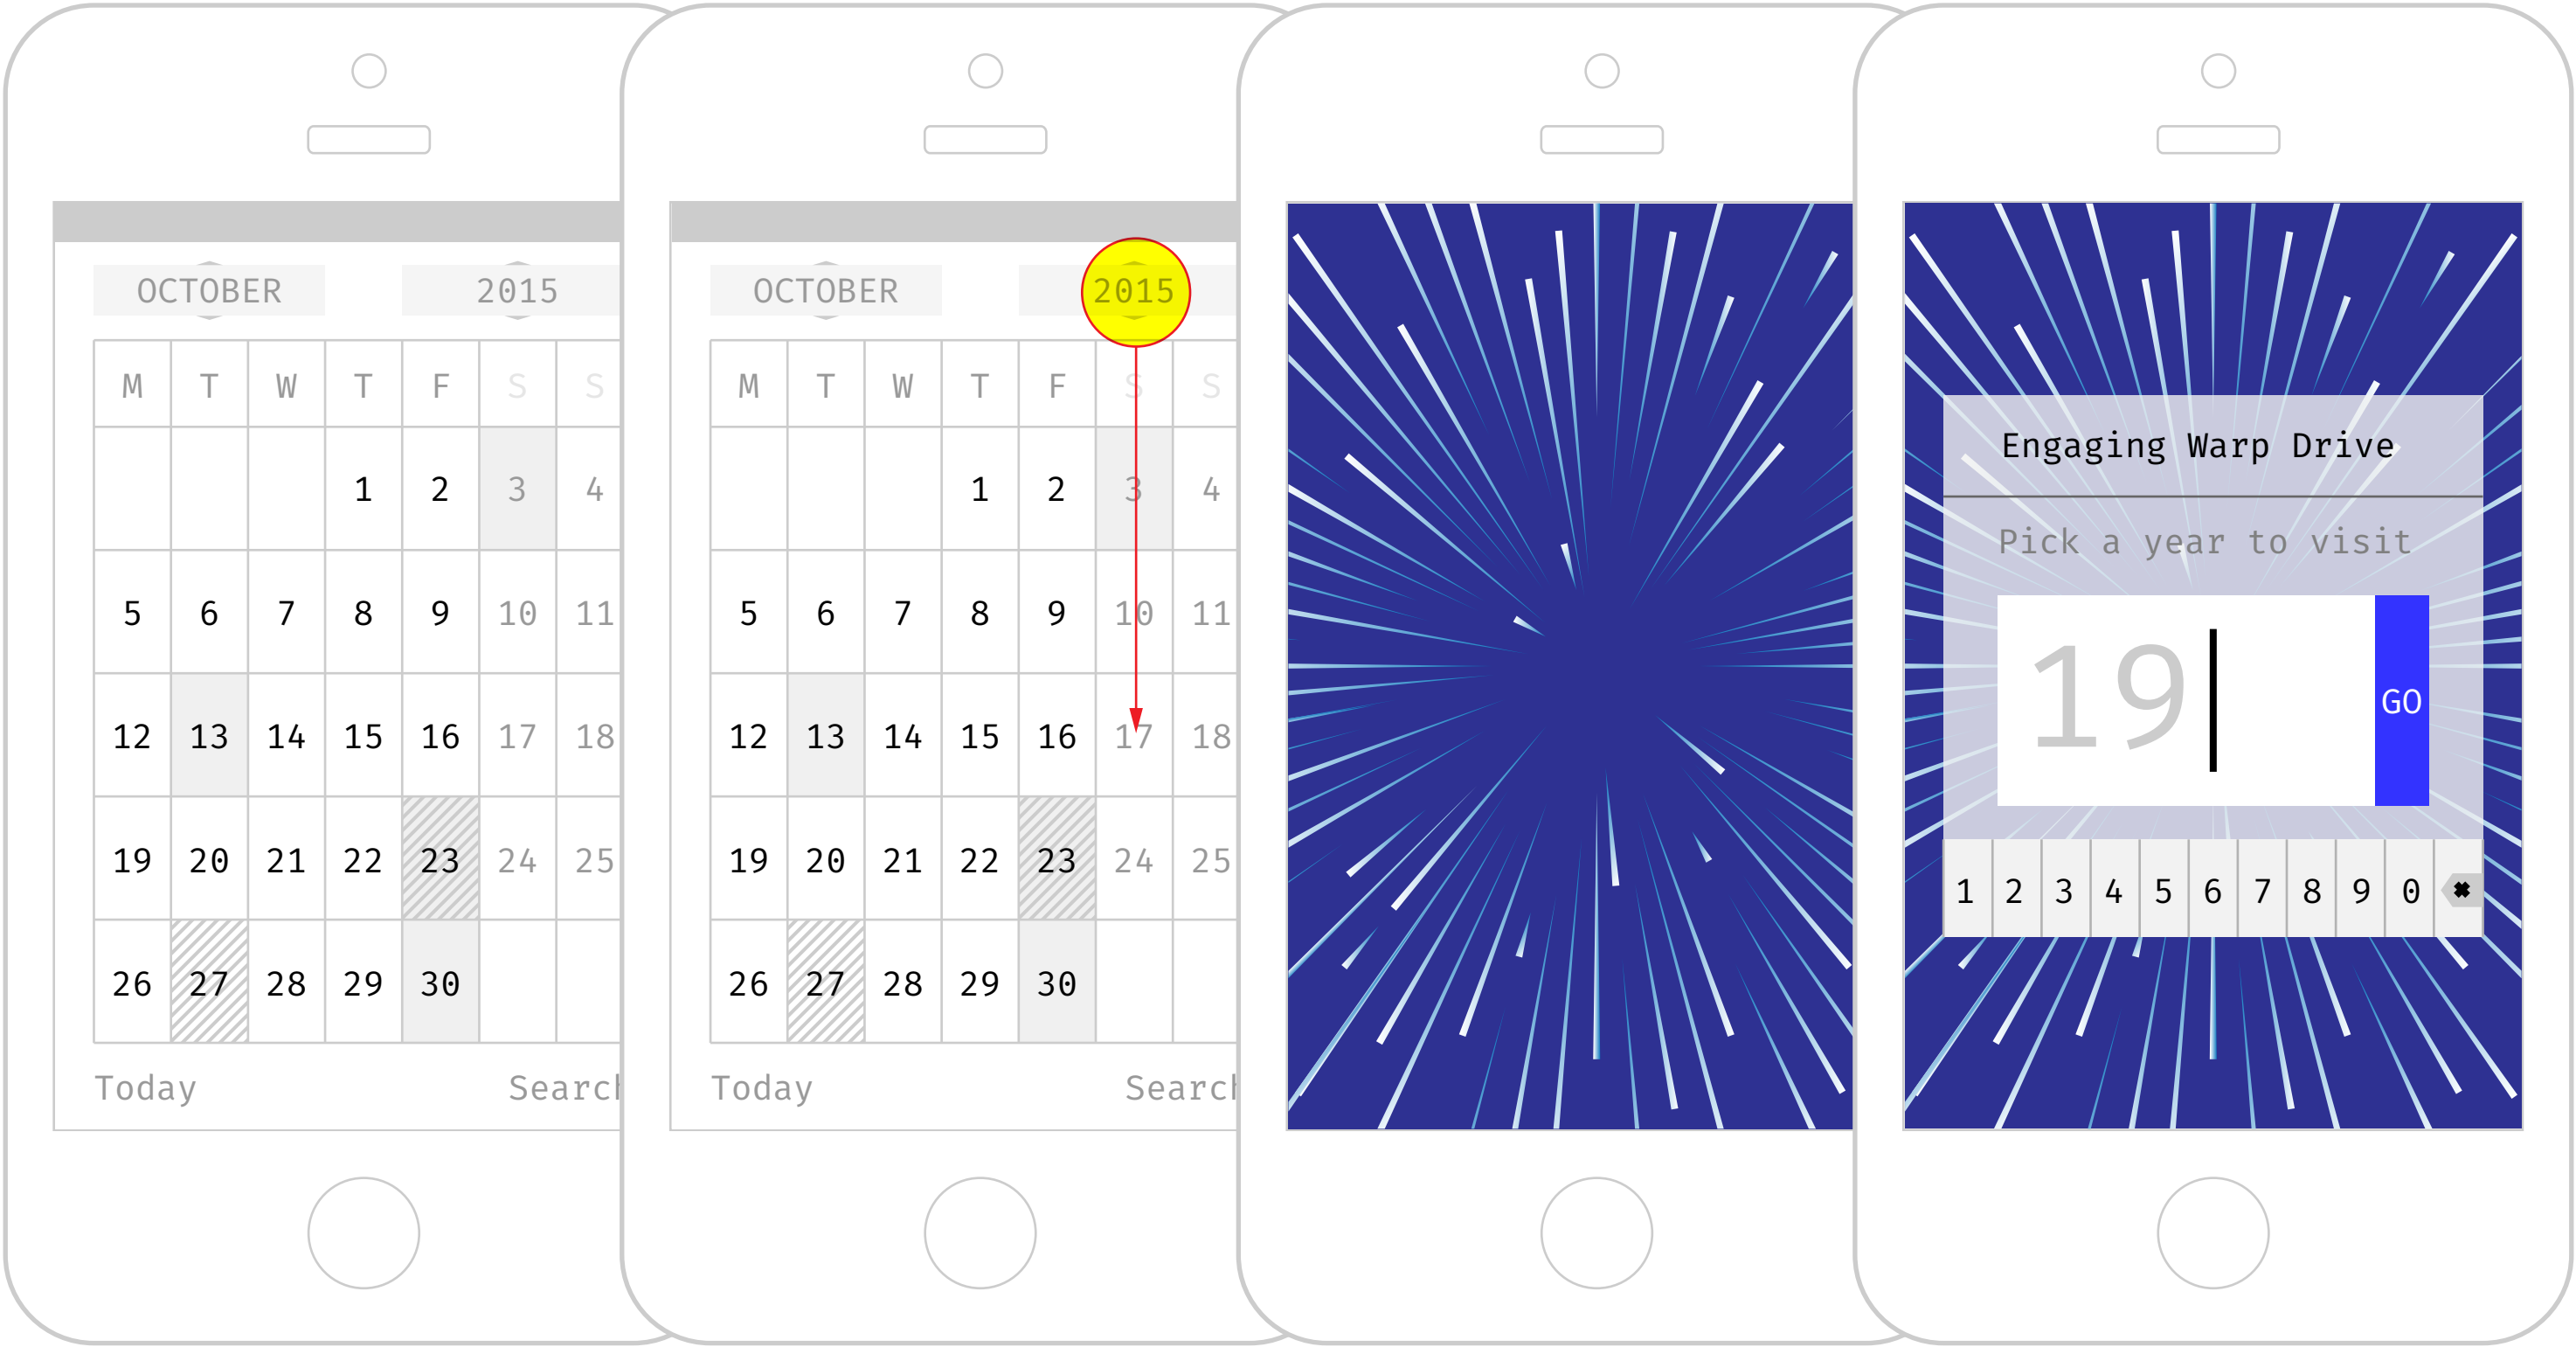 OCTOBER 2015
M T W T F S S
1 2 3 4
5 6 7 8 9 10 11
12 13 14 15 16 17 18
19 20 21 22 23 24 25
26 27 28 29 30
Today Search
OCTOBER 2015
M T W T F S S
1 2 3 4
5 6 7 8 9 10 11
12 13 14 15 16 17 18
19 20 21 22 23 24 25
26 27 28 29 30
Today Search
Engaging Warp Drive
Pick a year to visit
19
GO
1 2 3 4 5 6 7 8 9 0